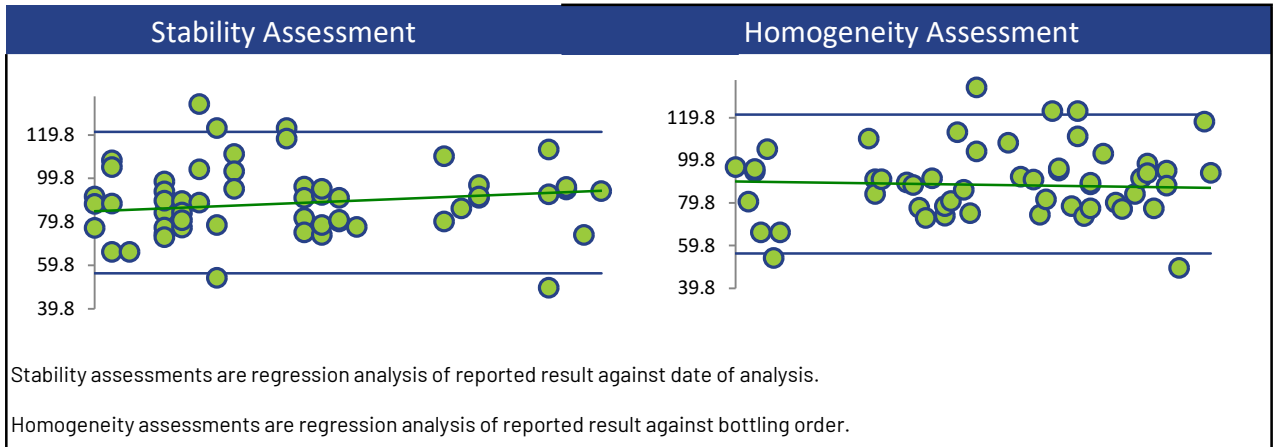 Stability Assessment
Homogeneity Assessment
119.8
99.8
79.8
59.8
39.8
119.8
99.8
79.8
59.8
39.8
Stability assessments are regression analysis of reported result against date of analysis.
Homogeneity assessments are regression analysis of reported result against bottling order.